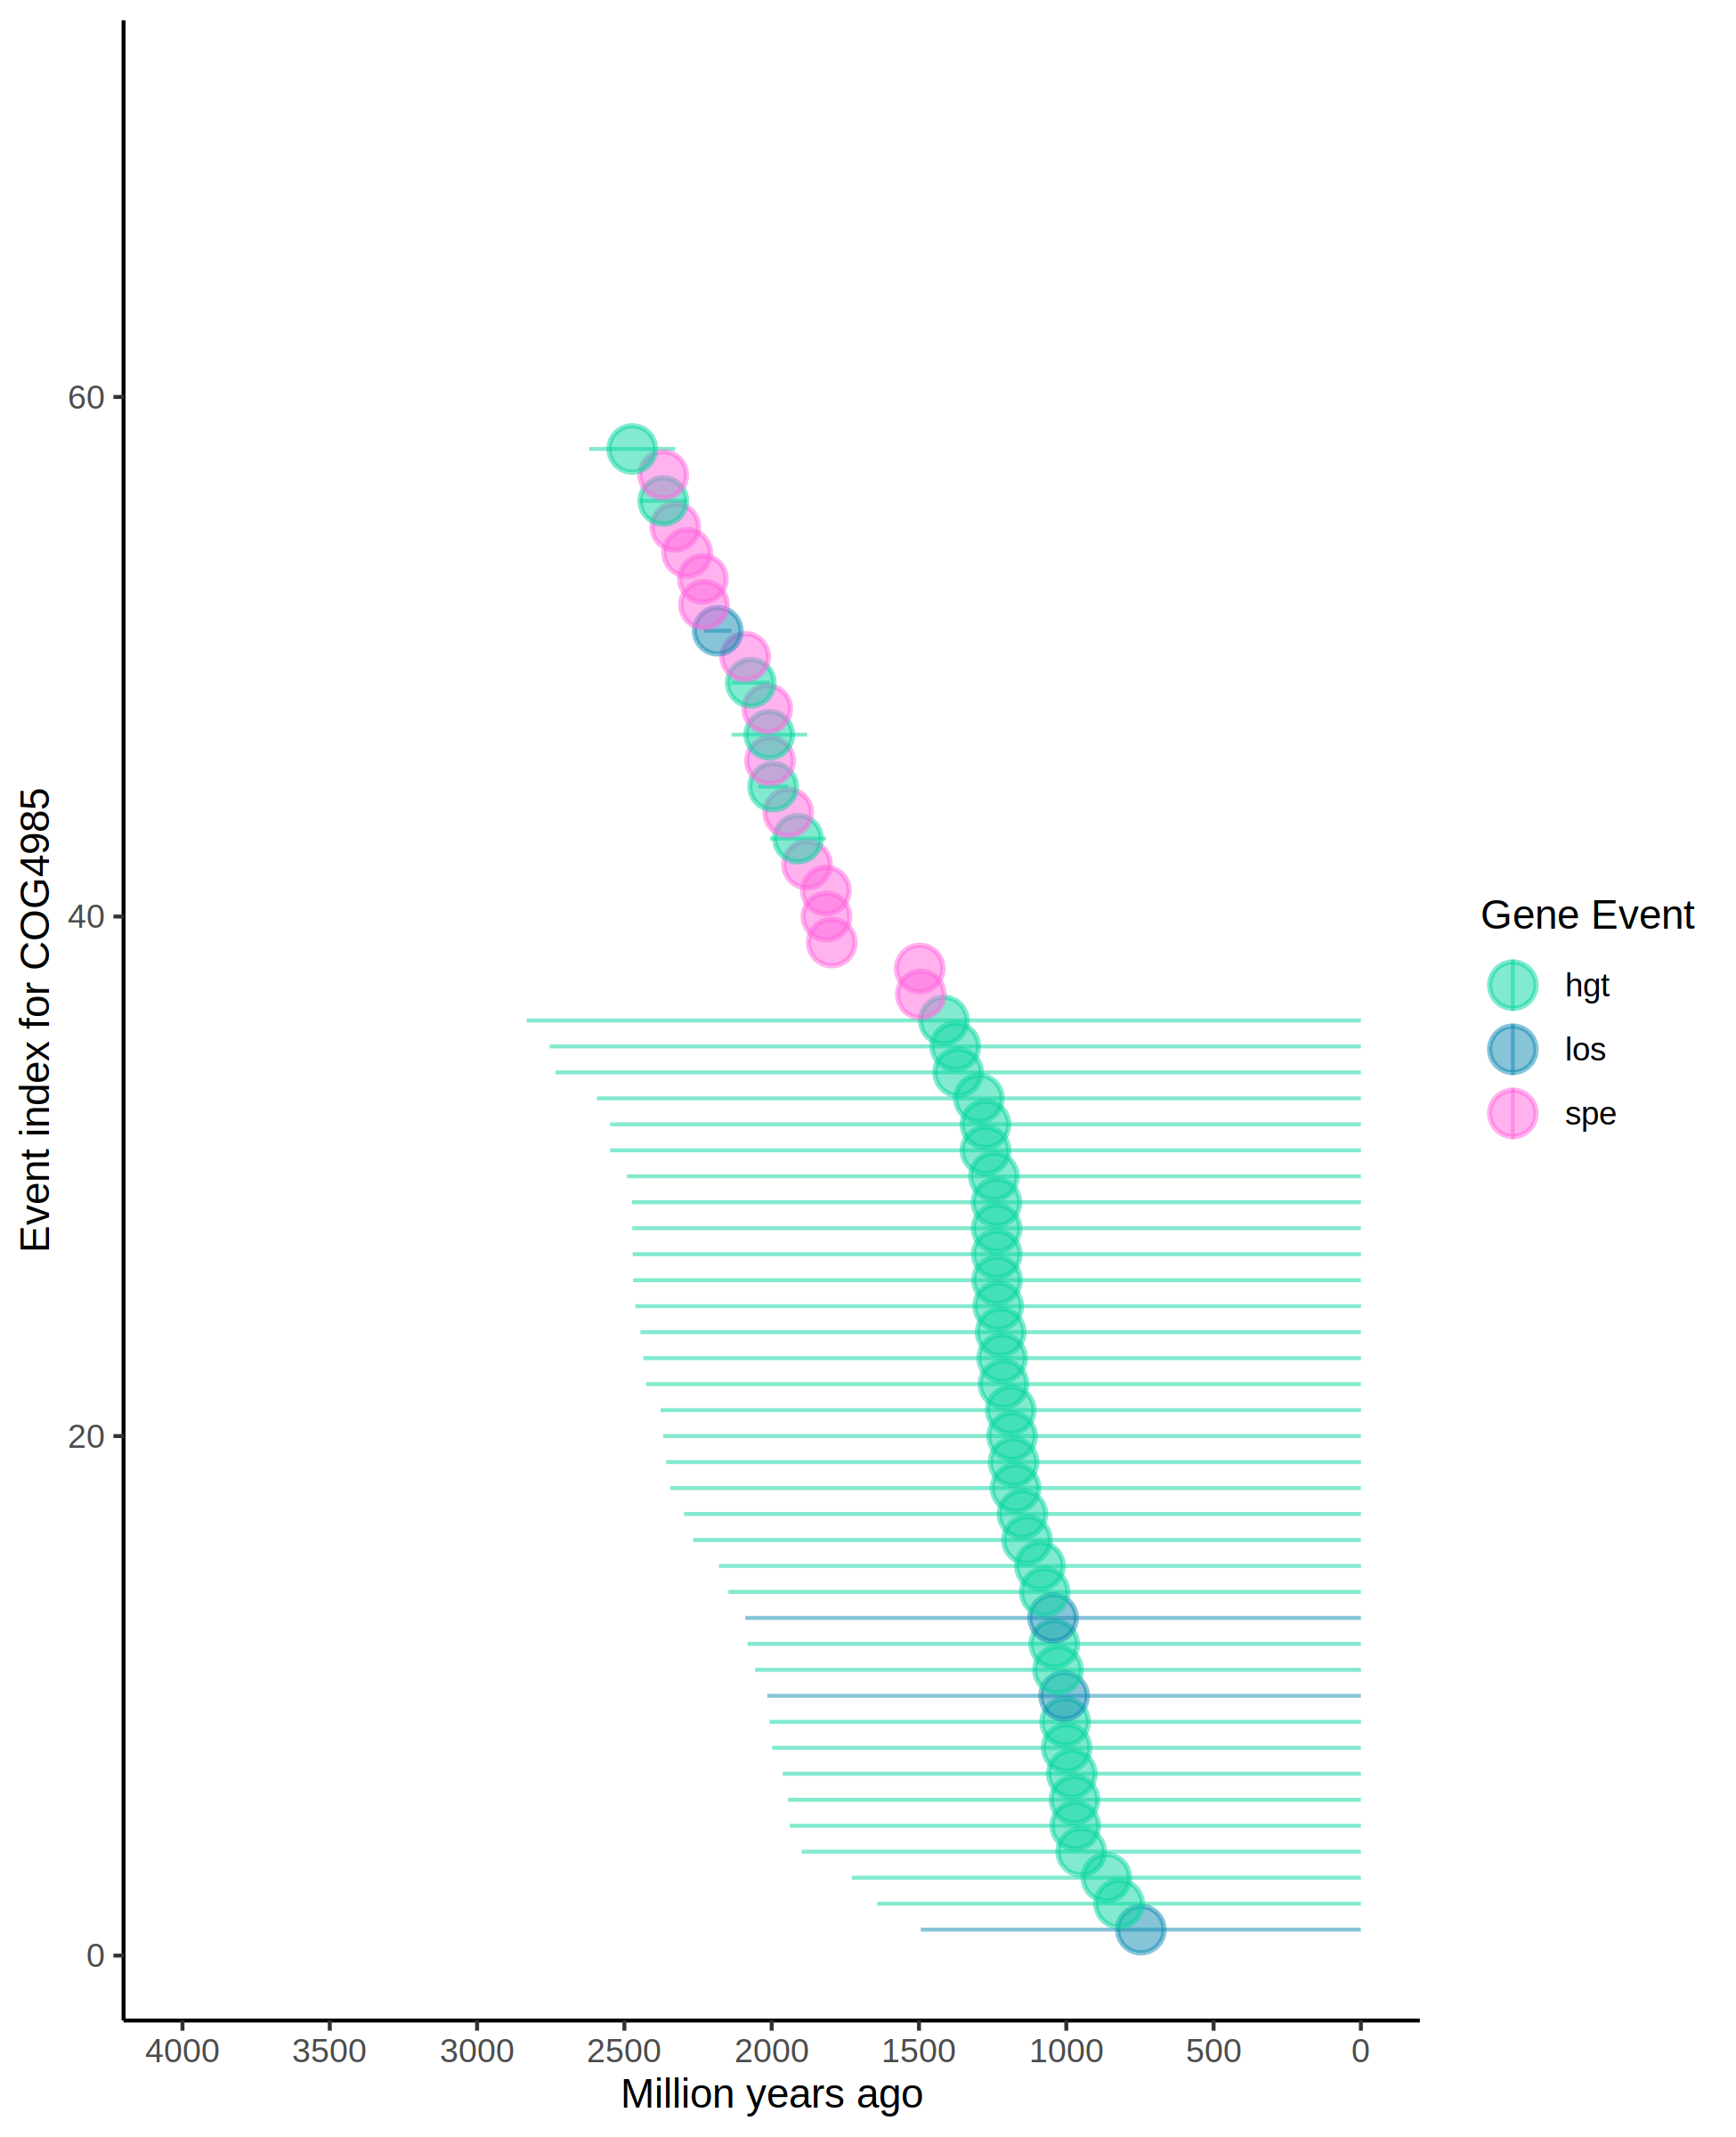 60
40
20
0
Event index for COG4985
4000 3500 3000 2500 2000 1500 1000 500 0
Million years ago
Gene Event
hgt
los
spe